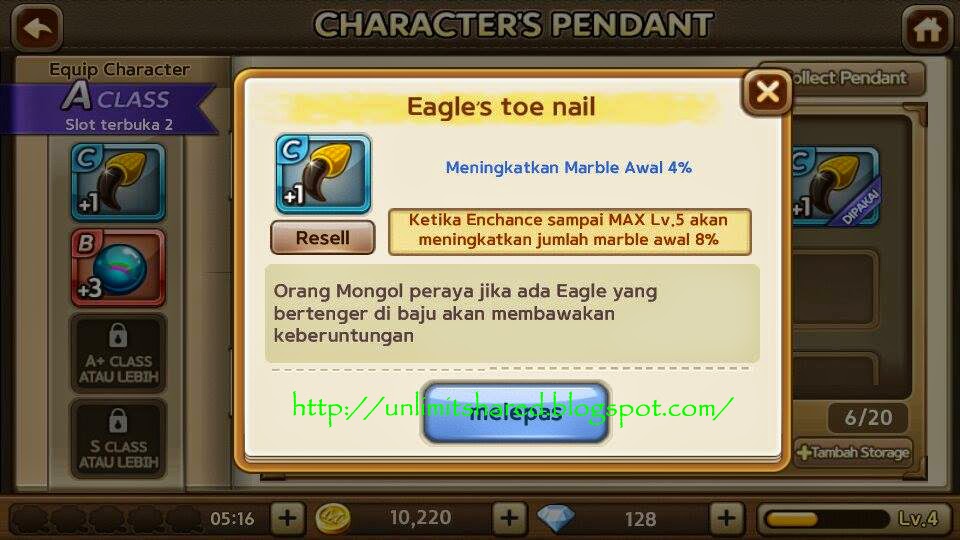 CHARACTER'S PENDANT
Equip Character
A CLASS
Slot terbuka 2
C
+1
B
+3
A+ CLASS
ATAU LEBIH
S CLASS
ATAU LEBIH
Eagle's toe nail
C
+1
Meningkatkan Marble Awal 4%
Resell
Ketika Enchance sampai MAX Lv.5 akan
meningkatkan jumlah marble awal 8%
Orang Mongol peraya jika ada Eagle yang
bertenger di baju akan membawakan
keberuntungan
melepas
http://unlimitshared.blogspot.com/
Pendant
C
+1
DIPAKAI
6/20
+Tambah Storage
05:16
+
10,220
+
128
+
Lv.4